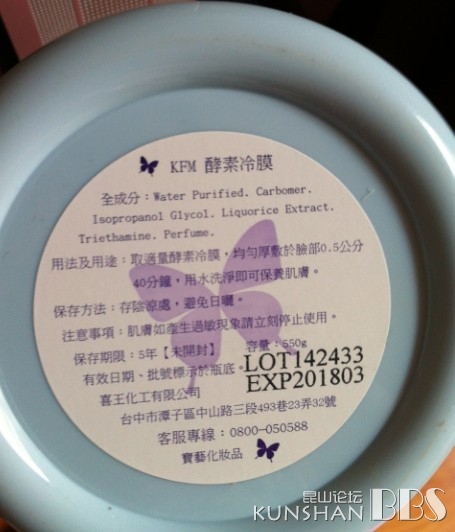 KFM 酵素冷膜
全成分：Water Purified. Carbomer.
Isopropanol Glycol. Liquorice Extract.
Triethamine. Perfume.
用法及用途：取適量酵素冷膜，均勻厚敷於臉部0.5公分
40分鐘，用水洗淨即可保養肌膚。
保存方法：存陰涼處，避免日曬。
注意事項：肌膚如產生過敏現象請立刻停止使用。
保存期限：5年【未開封】 容量：550g
有效日期、批號標示於瓶底。
LOT142433
EXP201803
喜王化工有限公司
台中市潭子區中山路三段493巷23弄32號
客服專線：0800-050588
寶藝化妝品
昆山论坛
KUNSHAN BBS